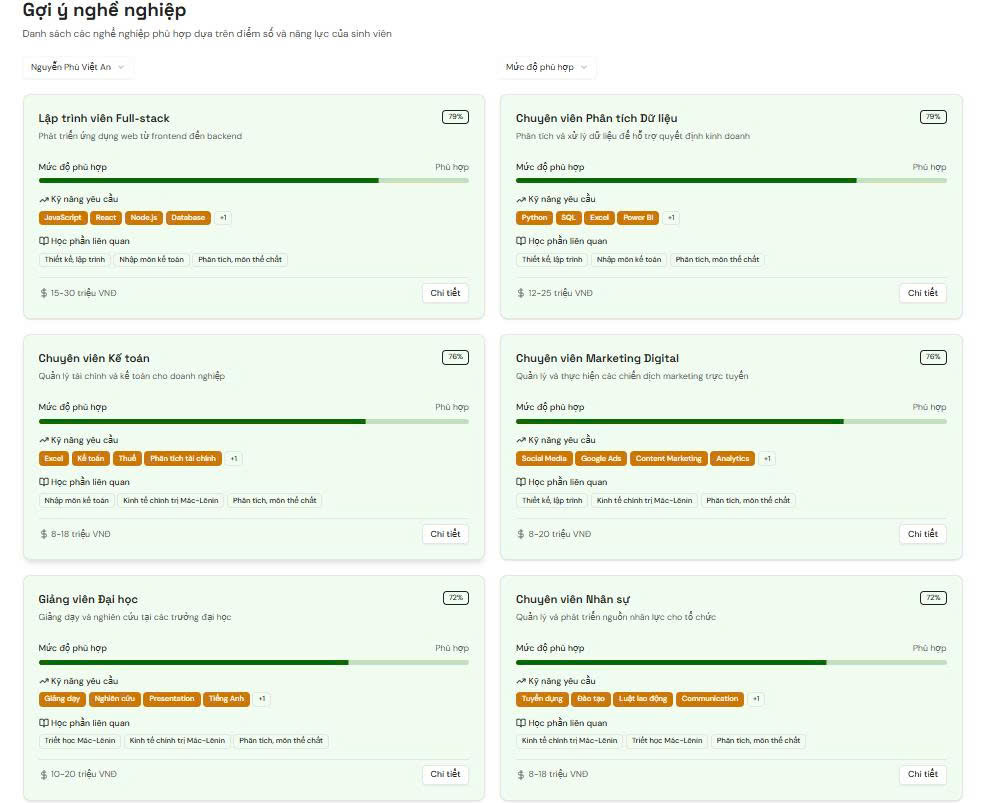 Gợi ý nghề nghiệp
Danh sách các nghề nghiệp phù hợp dựa trên điểm số và năng lực của sinh viên
Nguyễn Phú Việt An
Mức độ phù hợp
Lập trình viên Full-stack
79%
Phát triển ứng dụng web từ frontend đến backend
Mức độ phù hợp
Phù hợp
Kỹ năng yêu cầu
JavaScript React Node.js Database +1
Học phần liên quan
Thiết kế, lập trình Nhập môn kế toán Phân tích, môn thể chất
$ 15-30 triệu VNĐ
Chi tiết
Chuyên viên Phân tích Dữ liệu
79%
Phân tích và xử lý dữ liệu để hỗ trợ quyết định kinh doanh
Mức độ phù hợp
Phù hợp
Kỹ năng yêu cầu
Python SQL Excel Power BI +1
Học phần liên quan
Thiết kế, lập trình Nhập môn kế toán Phân tích, môn thể chất
$ 12-25 triệu VNĐ
Chi tiết
Chuyên viên Kế toán
76%
Quản lý tài chính và kế toán cho doanh nghiệp
Mức độ phù hợp
Phù hợp
Kỹ năng yêu cầu
Excel Kế toán Thuế Phân tích tài chính +1
Học phần liên quan
Nhập môn kế toán Kinh tế chính trị Mác-Lênin Phân tích, môn thể chất
$ 8-18 triệu VNĐ
Chi tiết
Chuyên viên Marketing Digital
76%
Quản lý và thực hiện các chiến dịch marketing trực tuyến
Mức độ phù hợp
Phù hợp
Kỹ năng yêu cầu
Social Media Google Ads Content Marketing Analytics +1
Học phần liên quan
Thiết kế, lập trình Kinh tế chính trị Mác-Lênin Phân tích, môn thể chất
$ 8-20 triệu VNĐ
Chi tiết
Giảng viên Đại học
72%
Giảng dạy và nghiên cứu tại các trường đại học
Mức độ phù hợp
Phù hợp
Kỹ năng yêu cầu
Giảng dạy Nghiên cứu Presentation Tiếng Anh +1
Học phần liên quan
Triết học Mác-Lênin Kinh tế chính trị Mác-Lênin Phân tích, môn thể chất
$ 10-20 triệu VNĐ
Chi tiết
Chuyên viên Nhân sự
72%
Quản lý và phát triển nguồn nhân lực cho tổ chức
Mức độ phù hợp
Phù hợp
Kỹ năng yêu cầu
Tuyển dụng Đào tạo Luật lao động Communication +1
Học phần liên quan
Kinh tế chính trị Mác-Lênin Triết học Mác-Lênin Phân tích, môn thể chất
$ 8-18 triệu VNĐ
Chi tiết